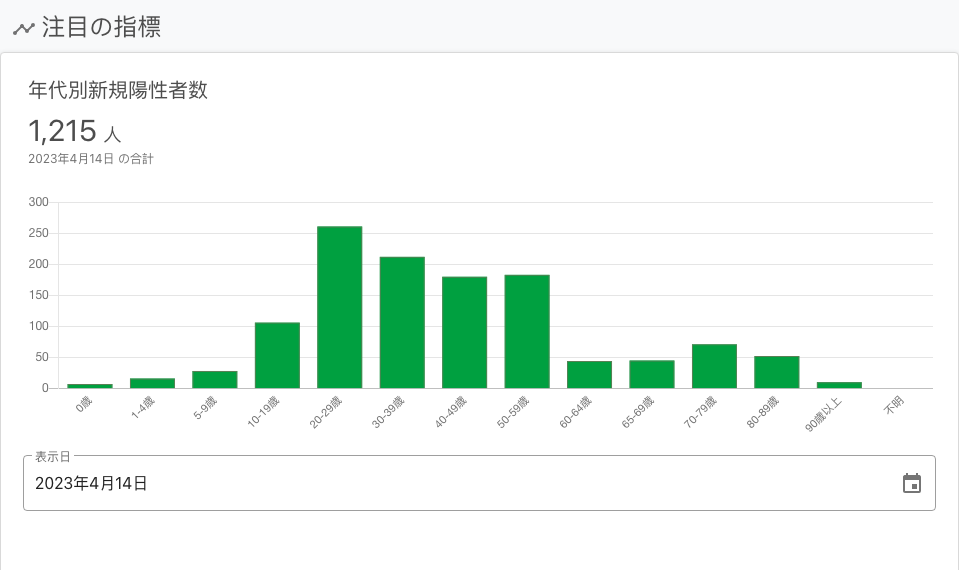 注目の指標
年代別新規陽性者数
1,215 人
2023年4月14日 の合計
300
250
200
150
100
50
0
0歳
1-4歳
5-9歳
10-19歳
20-29歳
30-39歳
40-49歳
50-59歳
60-64歳
65-69歳
70-79歳
80-89歳
90歳以上
不明
表示日
2023年4月14日